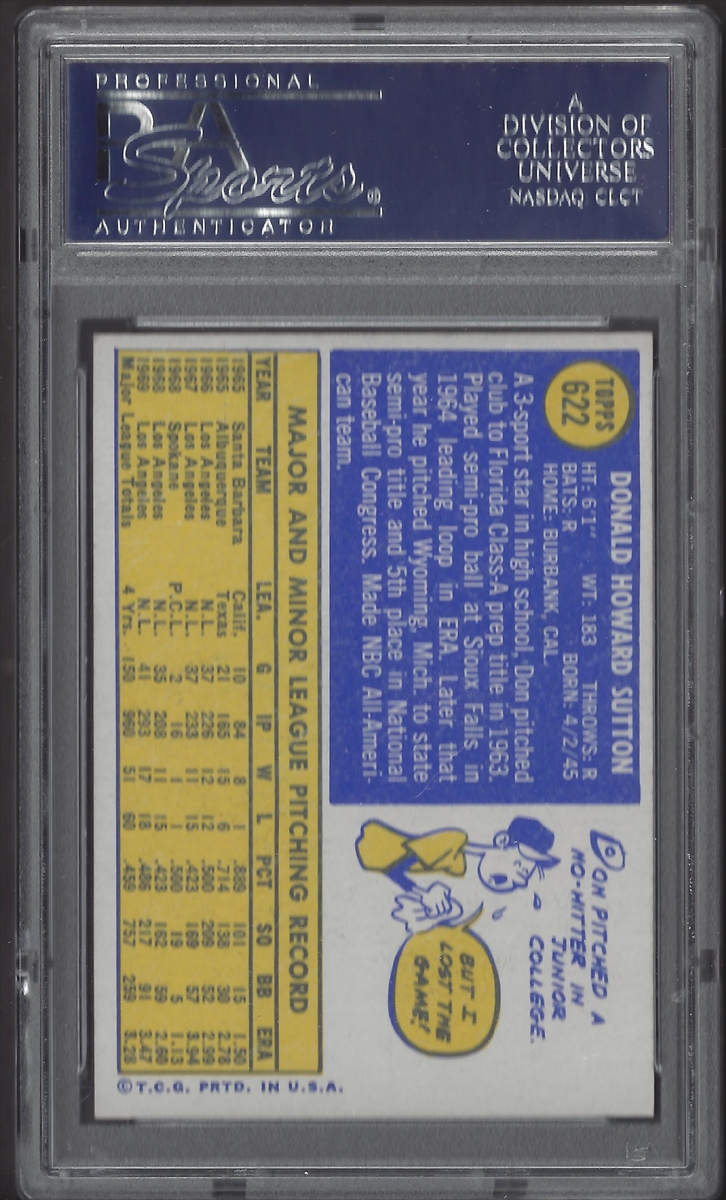 PROFESSIONAL
PSA
Sports®
AUTHENTICATOR
A
DIVISION OF
COLLECTORS
UNIVERSE
NASDAQ CLCT
TOPPS
622
DONALD HOWARD SUTTON
HT: 6'1" WT: 183 THROWS: R
BATS: R BORN: 4/2/45
HOME: BURBANK, CAL.
A 3-sport star in high school, Don pitched
club to Florida Class-A prep title in 1963.
Played semi-pro ball at Sioux Falls in
1964 leading loop in ERA. Later that
year he pitched Wyoming, Mich. to state
semi-pro title and 5th place in National
Baseball Congress. Made NBC All-Ameri-
can team.
DON PITCHED A
NO-HITTER IN
JUNIOR
COLLEGE.
BUT I
LOST THE
GAME!
MAJOR AND MINOR LEAGUE PITCHING RECORD
YEAR TEAM LEA. G IP W L PCT SO BB ERA
1965 Santa Barbara Calif. 10 84 8 1 .889 101 15 1.50
1965 Albuquerque Texas 21 165 15 6 .714 138 30 2.78
1966 Los Angeles N.L. 37 226 12 12 .500 209 52 2.99
1967 Los Angeles N.L. 37 233 11 15 .423 169 57 3.94
1968 Spokane P.C.L. 2 16 1 1 .500 19 5 1.13
1968 Los Angeles N.L. 35 208 11 15 .423 162 59 2.60
1969 Los Angeles N.L. 41 293 17 18 .486 217 91 3.47
Major League Totals 4 Yrs. 150 960 51 60 .459 757 259 3.28
©T.C.G. PRTD. IN U.S.A.